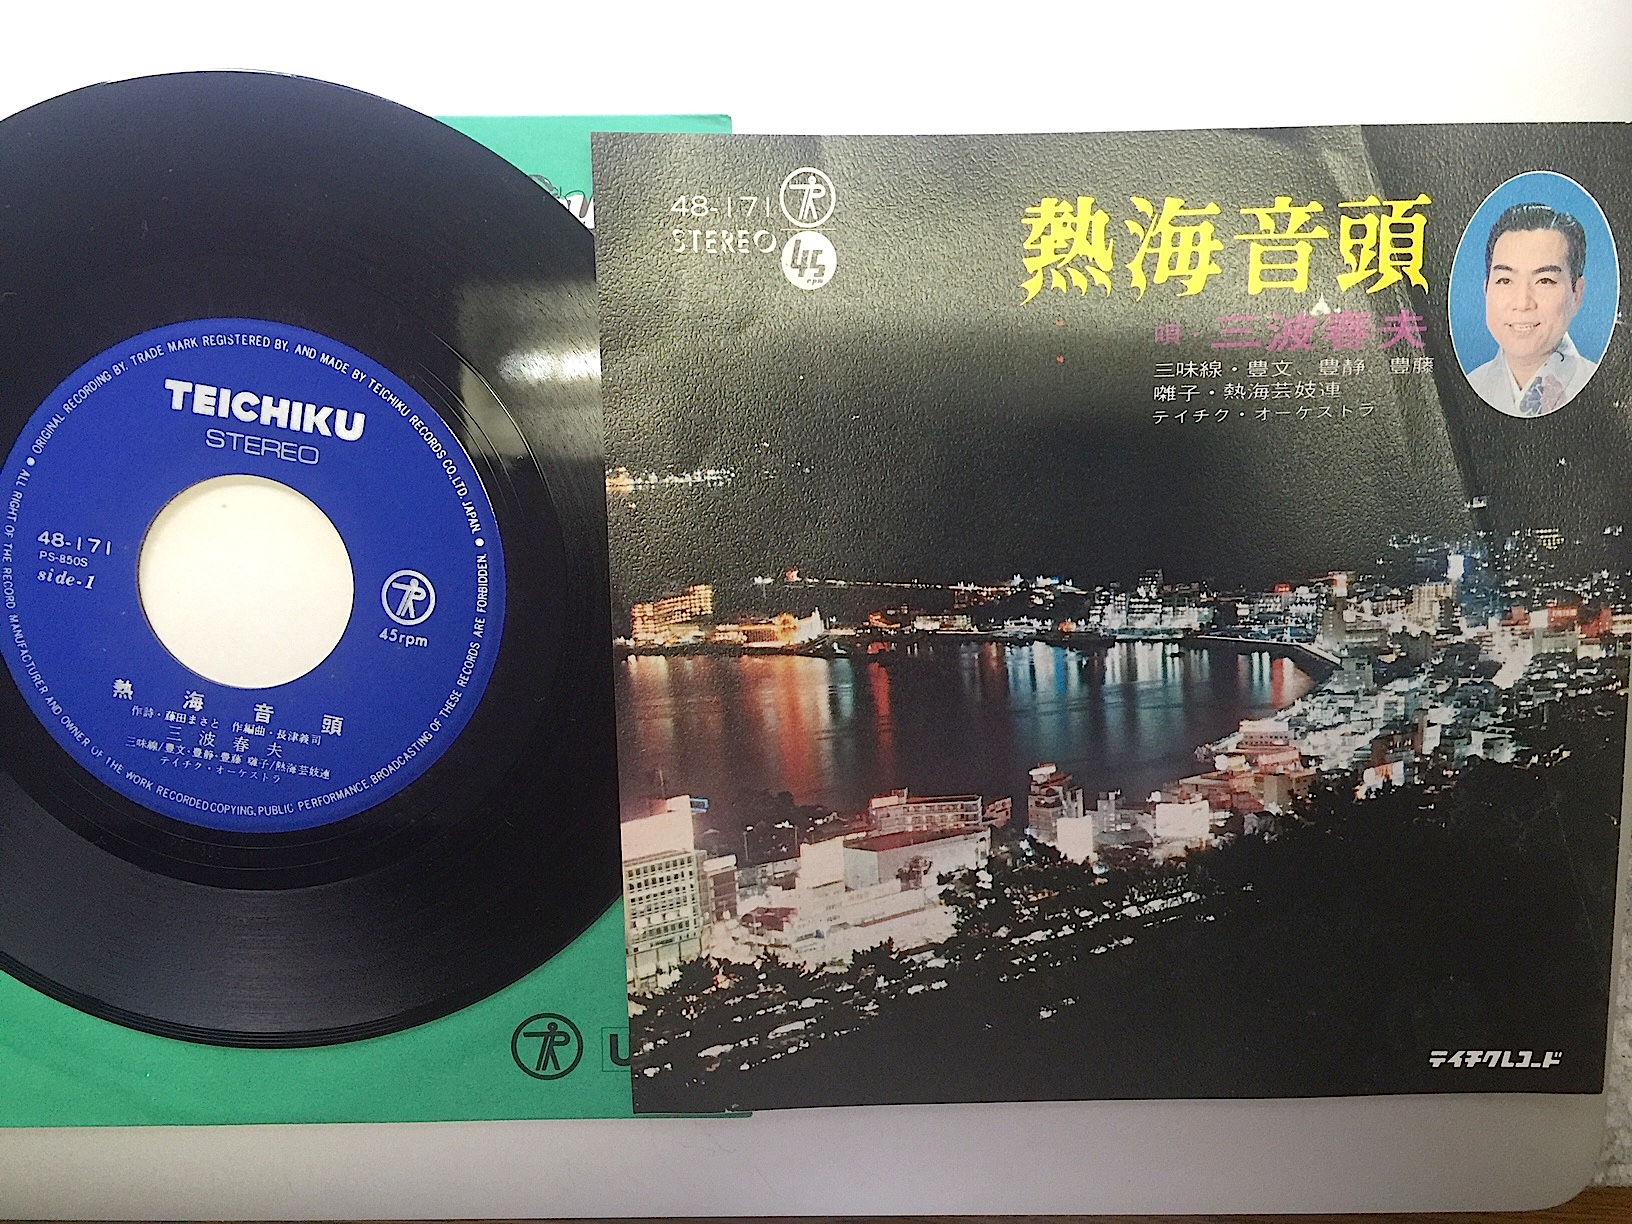 ORIGINAL RECORDING BY, TRADE MARK REGISTERED BY, AND MADE BY TEICHIKU RECORDS CO.,LTD. JAPAN.
ALL RIGHT OF THE RECORD MANUFACTURER AND OWNER OF THE WORK RECORDED COPYING, PUBLIC PERFORMANCE, BROADCASTING OF THESE RECORDS ARE FORBIDDEN.
TEICHIKU
STEREO
48-171
PS-850S
side-1
45rpm
熱海音頭
作詩・藤田まさと 作編曲・長津義司
三波春夫
三味線/豊文・豊静・豊藤 囃子/熱海芸妓連
テイチク・オーケストラ
48-171
STEREO
45
rpm
熱海音頭
唄・三波春夫
三味線・豊文、豊静、豊藤
囃子・熱海芸妓連
テイチク・オーケストラ
テイチクレコード